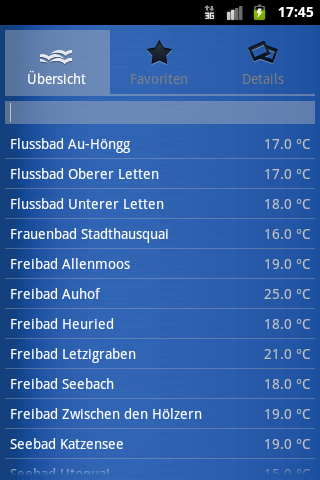 3G 17:45
Übersicht Favoriten Details
Flussbad Au-Höngg 17.0 °C
Flussbad Oberer Letten 17.0 °C
Flussbad Unterer Letten 18.0 °C
Frauenbad Stadthausquai 16.0 °C
Freibad Allenmoos 19.0 °C
Freibad Auhof 25.0 °C
Freibad Heuried 18.0 °C
Freibad Letzigraben 21.0 °C
Freibad Seebach 18.0 °C
Freibad Zwischen den Hölzern 19.0 °C
Seebad Katzensee 19.0 °C
Seebad Utoquai 15.0 °C